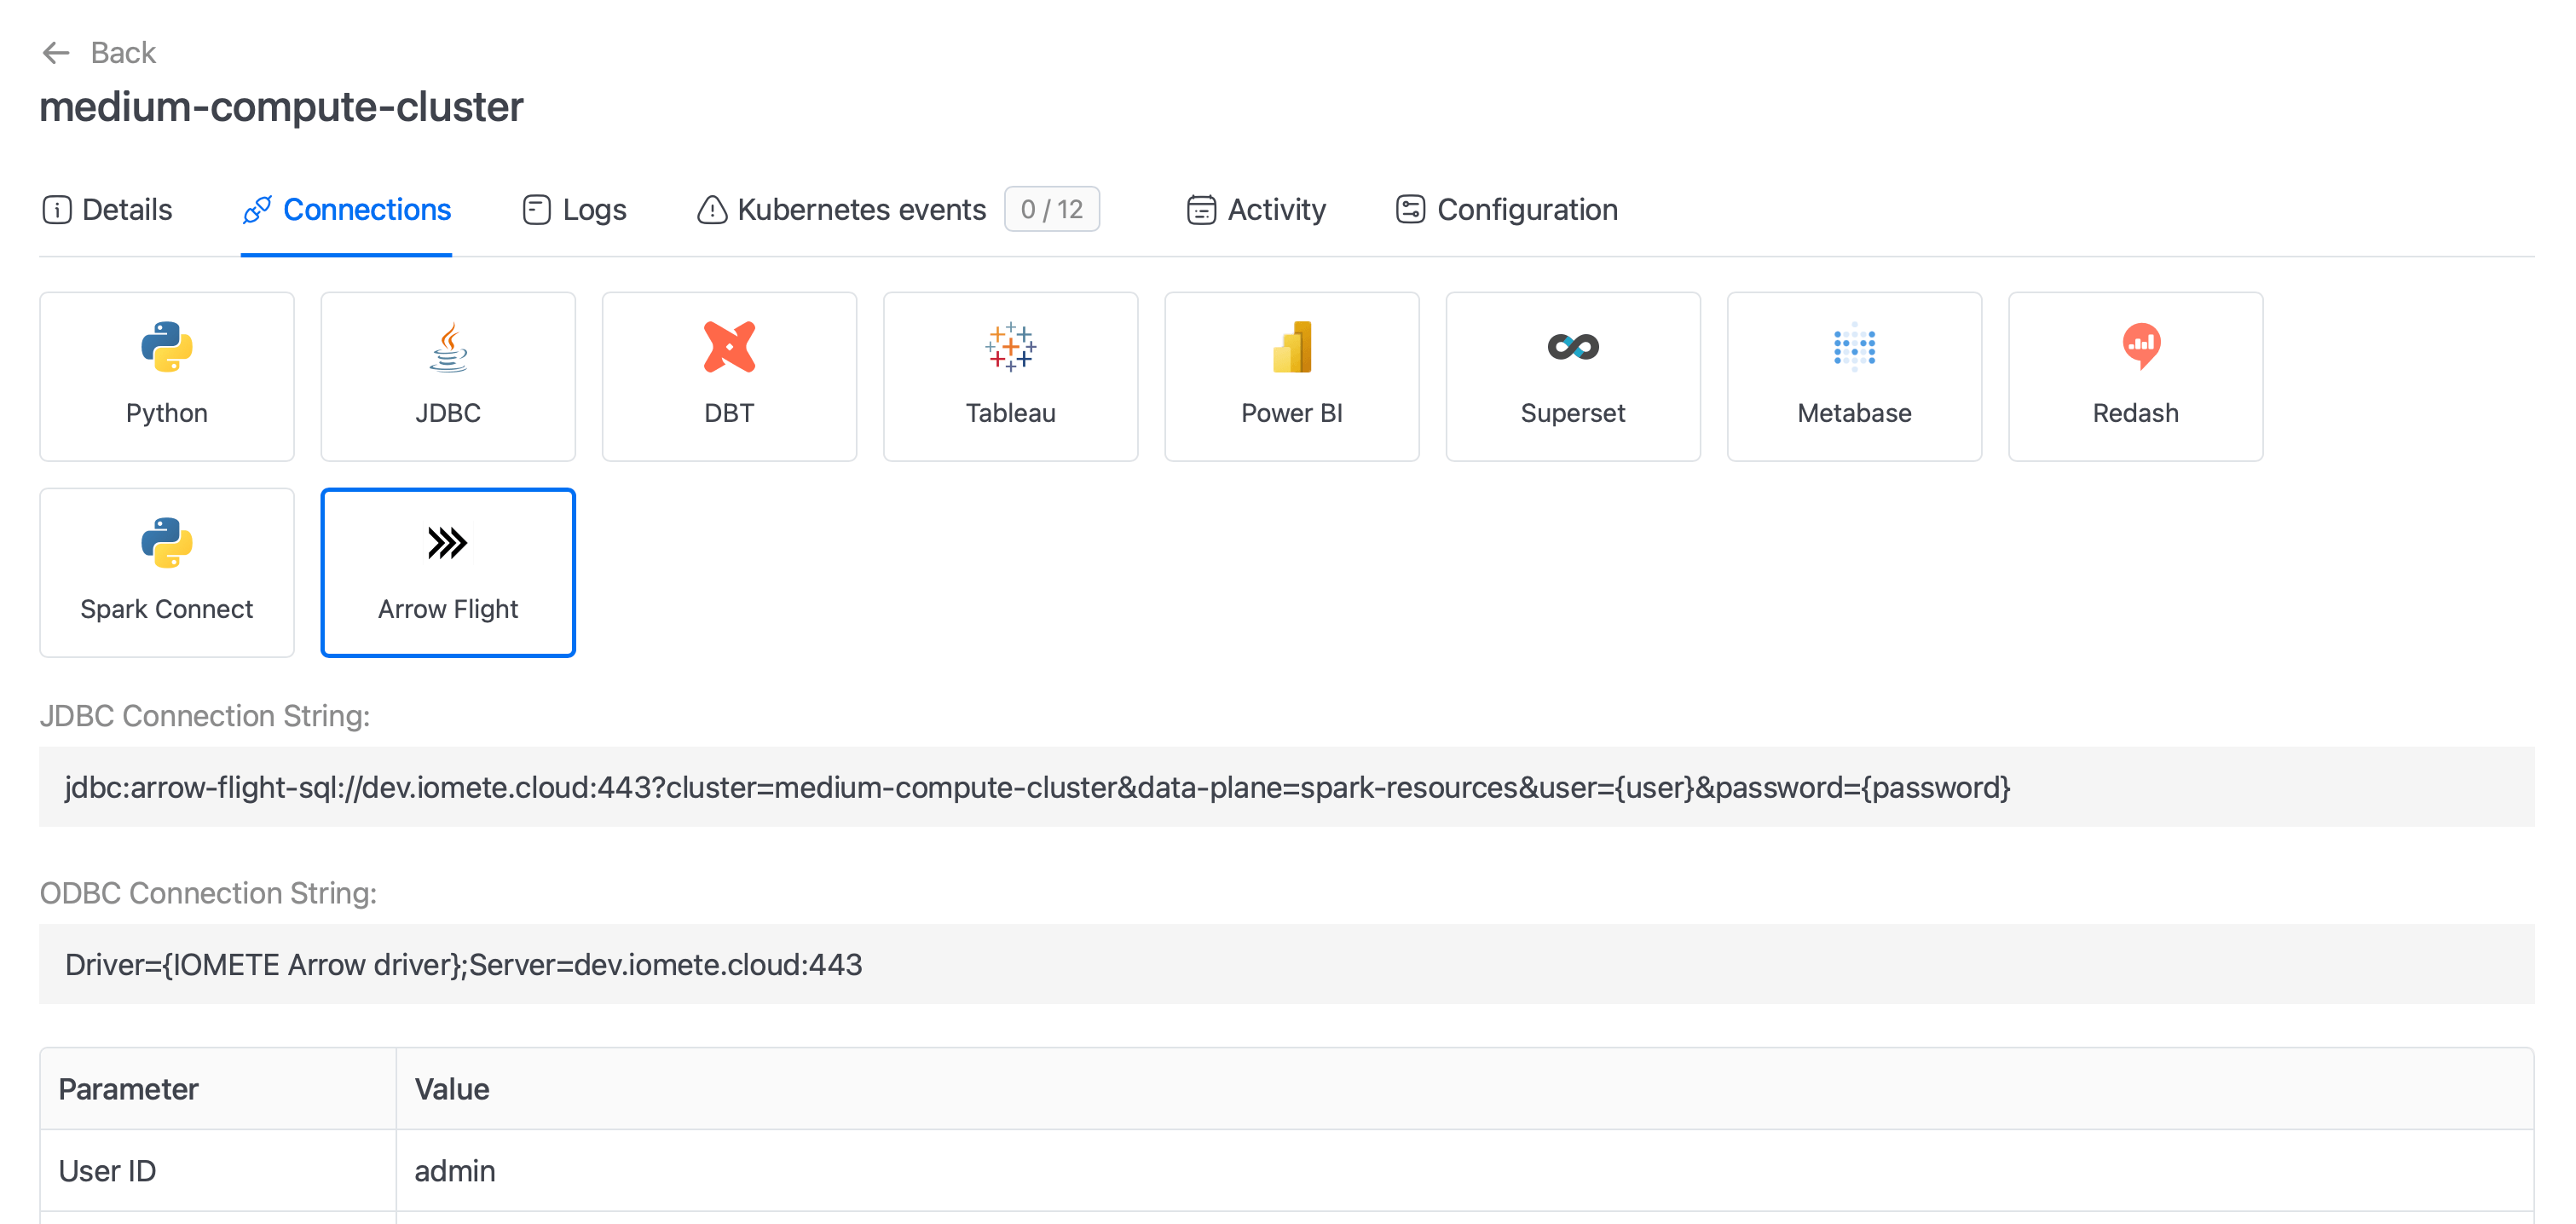 Back
medium-compute-cluster
Details
Connections
Logs
Kubernetes events 0 / 12
Activity
Configuration
Python
JDBC
DBT
Tableau
Power BI
Superset
Metabase
Redash
Spark Connect
Arrow Flight
JDBC Connection String:
jdbc:arrow-flight-sql://dev.iomete.cloud:443?cluster=medium-compute-cluster&data-plane=spark-resources&user={user}&password={password}
ODBC Connection String:
Driver={IOMETE Arrow driver};Server=dev.iomete.cloud:443
Parameter Value
User ID admin